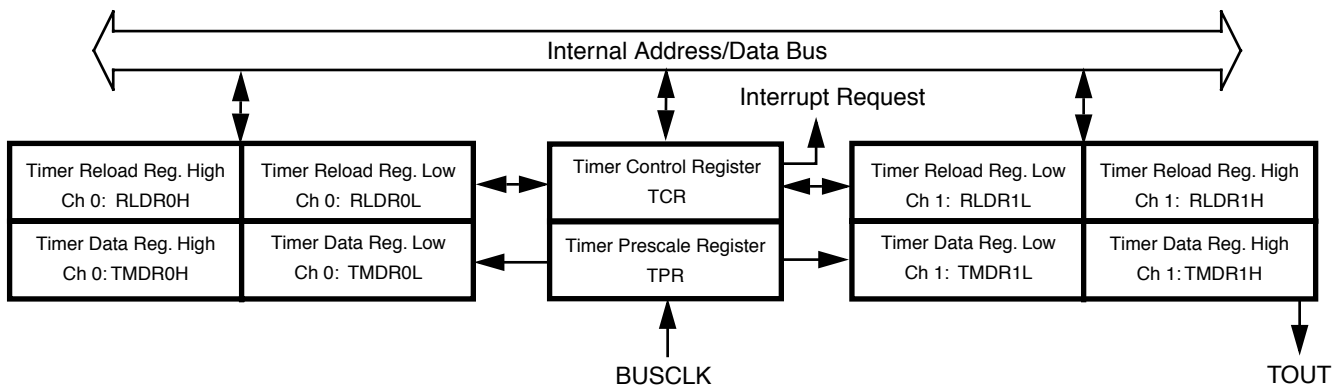 Internal Address/Data Bus
Interrupt Request
Timer Reload Reg. High
Ch 0: RLDR0H
Timer Reload Reg. Low
Ch 0: RLDR0L
Timer Control Register
TCR
Timer Reload Reg. Low
Ch 1: RLDR1L
Timer Reload Reg. High
Ch 1: RLDR1H
Timer Data Reg. High
Ch 0: TMDR0H
Timer Data Reg. Low
Ch 0: TMDR0L
Timer Prescale Register
TPR
Timer Data Reg. Low
Ch 1: TMDR1L
Timer Data Reg. High
Ch 1: TMDR1H
BUSCLK
TOUT